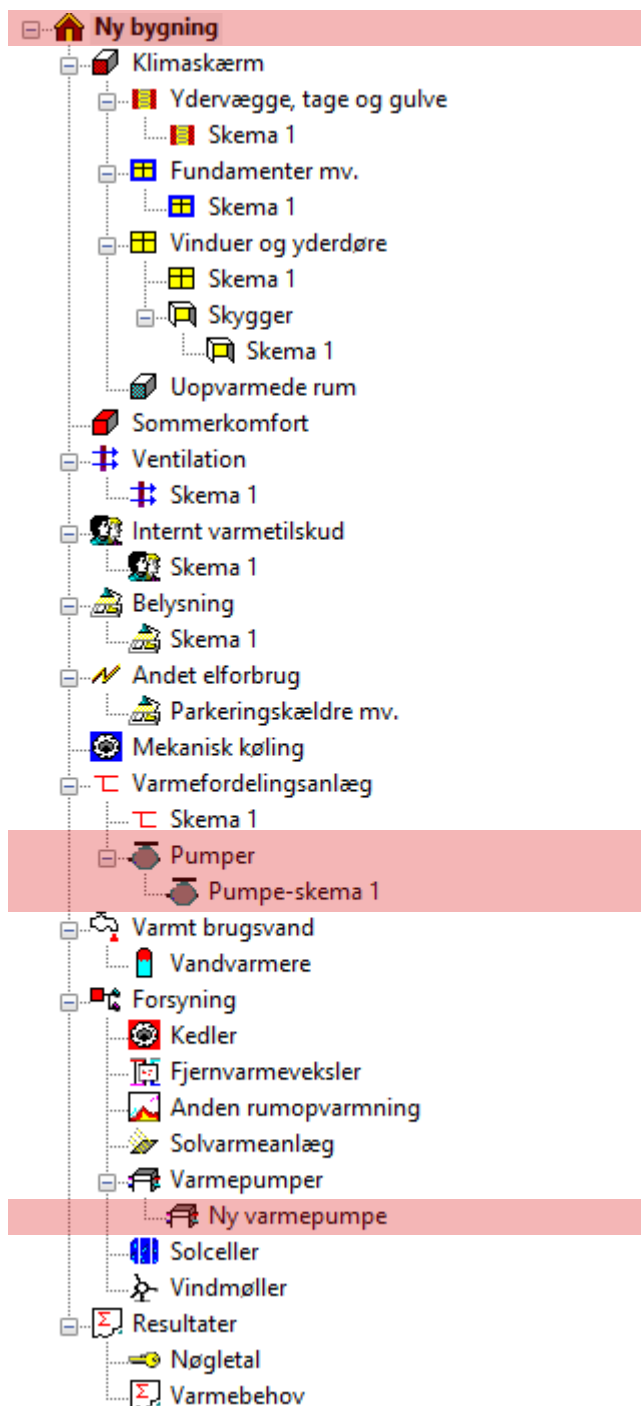 Ny bygning
Klimaskærm
Ydervægge, tage og gulve
Skema 1
Fundamenter mv.
Skema 1
Vinduer og yderdøre
Skema 1
Skygger
Skema 1
Uopvarmede rum
Sommerkomfort
Ventilation
Skema 1
Internt varmetilskud
Skema 1
Belysning
Skema 1
Andet elforbrug
Parkeringskældre mv.
Mekanisk køling
Varmefordelingsanlæg
Skema 1
Pumper
Pumpe-skema 1
Varmt brugsvand
Vandvarmere
Forsyning
Kedler
Fjernvarmeveksler
Anden rumopvarmning
Solvarmeanlæg
Varmepumper
Ny varmepumpe
Solceller
Vindmøller
Resultater
Nøgletal
Varmebehov